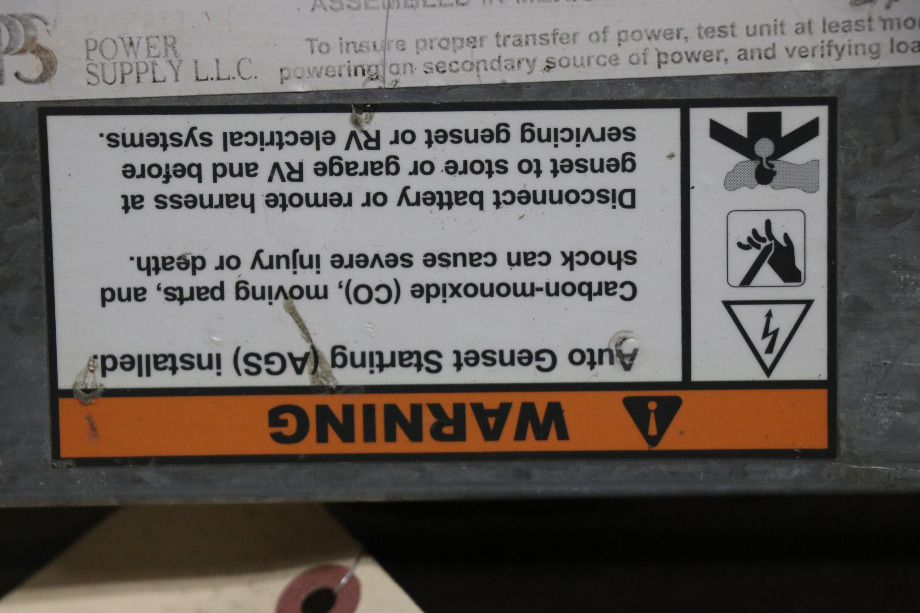 ASSEMBLED IN
POWER
SUPPLY L.L.C.
To insure proper transfer of power, test unit at least
powering on secondary source of power, and verifying
WARNING
Auto Genset Starting (AGS) installed.
Carbon-monoxide (CO), moving parts, and
shock can cause severe injury or death.
Disconnect battery or remote harness at
genset to store or garage RV and before
servicing genset or RV electrical systems.